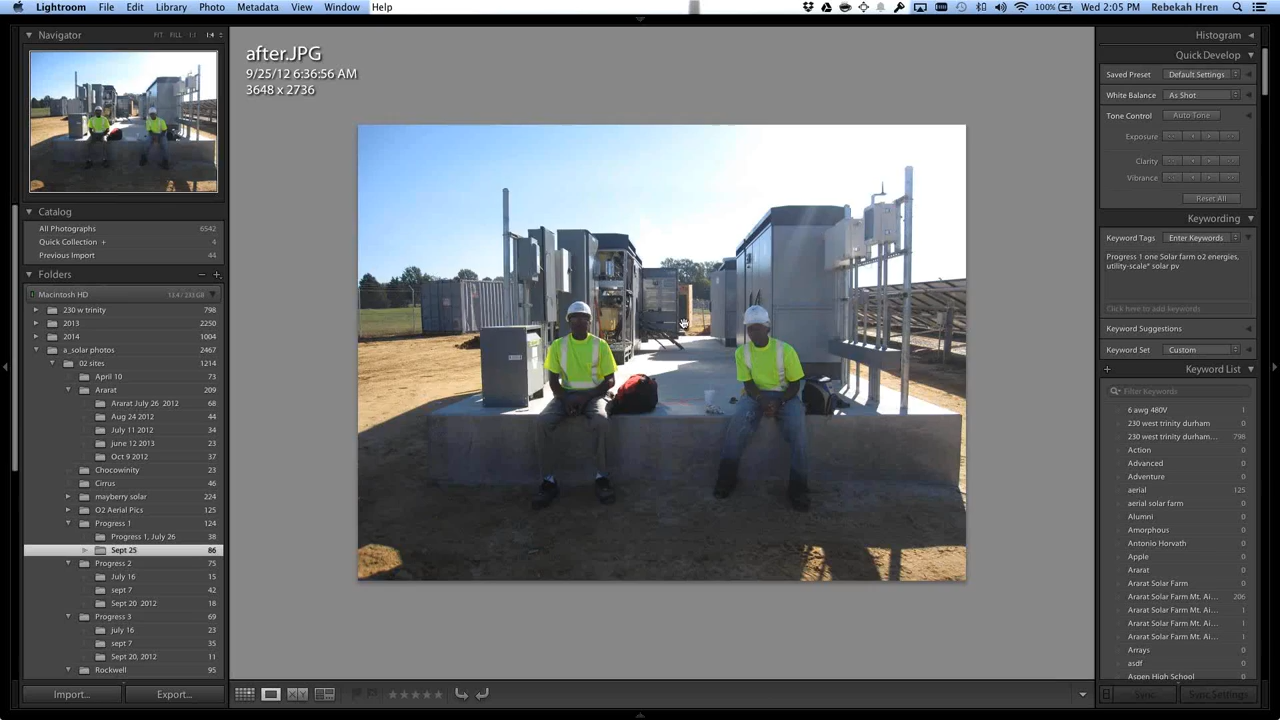 Lightroom File Edit Library Photo Metadata View Window Help 100% Wed 2:05 PM Rebekah Hren
Navigator FIT FILL 1:1
after.JPG
9/25/12 6:36:56 AM
3648 x 2736
Catalog
All Photographs 6542
Quick Collection + 4
Previous Import 44
Folders − +
Macintosh HD 13.4 / 233 GB
230 w trinity 798
2013 2250
2014 1004
a_solar photos 2467
02 sites 1214
April 10 73
Ararat 209
Ararat July 26 2012 68
Aug 24 2012 44
July 11 2012 34
june 12 2013 20
Oct 9 2012 37
Chocowinity 23
Cirrus 46
mayberry solar 224
O2 Aerial Pics 125
Progress 1 124
Progress 1, July 26 38
Sept 25 86
Progress 2 75
July 16 15
sept 7 42
Sept 20 2012 18
Progress 3 69
july 16 23
sept 7 35
Sept 20, 2012 11
Rockwell 95
Import... Export...
Histogram
Quick Develop
Saved Preset Default Settings
White Balance As Shot
Tone Control Auto Tone
Exposure
Clarity
Vibrance
Reset All
Keywording
Keyword Tags Enter Keywords
Progress 1 one Solar farm o2 energies,
utility-scale* solar pv
Click here to add keywords
Keyword Suggestions
Keyword Set Custom
+ Keyword List
Filter Keywords
6 awg 480V 1
230 west trinity durham 0
230 west trinity durham... 798
Action 0
Advanced 0
Adventure 0
aerial 125
aerial solar farm 0
Alumni 0
Amorphous 0
Antonio Horvath 0
Apple 0
Ararat 0
Ararat Solar Farm 0
Ararat Solar Farm Mt. Ai... 206
Ararat Solar Farm Mt. Ai... 1
Ararat Solar Farm Mt. Ai... 1
Ararat Solar Farm Mt. Ai... 1
Arrays 0
asdf 0
Aspen High School 0
Sync... Sync Settings